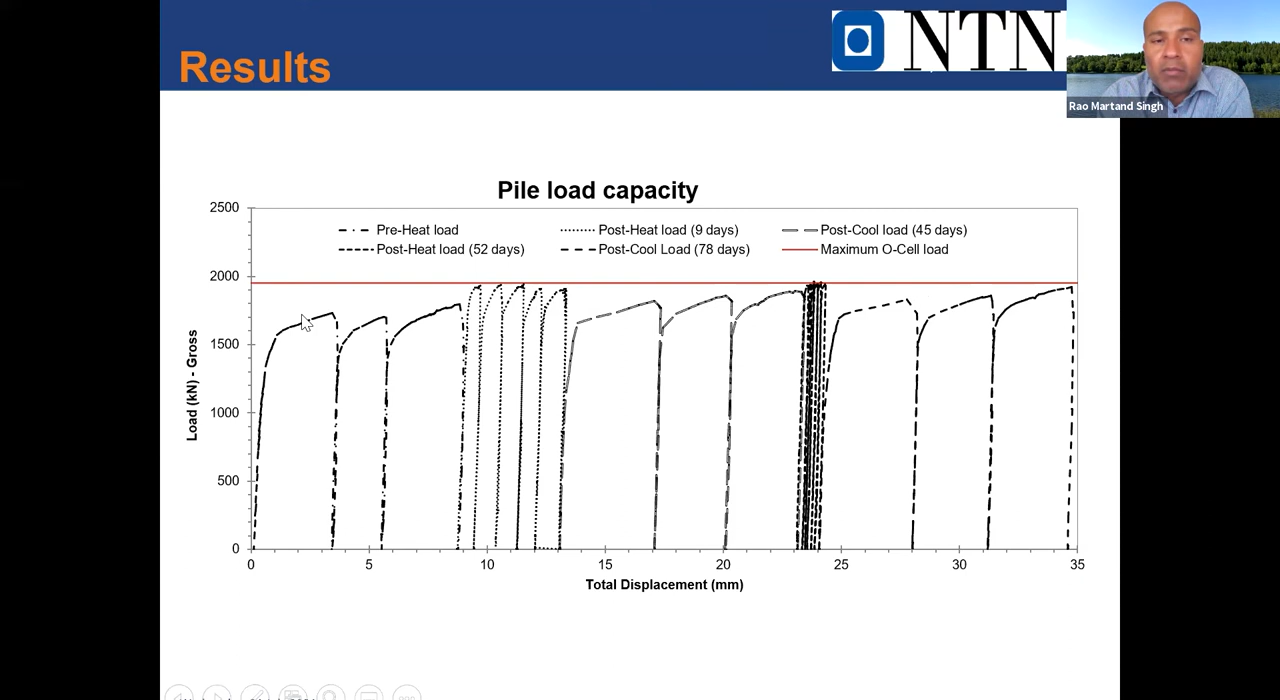 Results
NTN
Rao Martand Singh
Pile load capacity
2500
2000
1500
1000
500
0
Load (kN) - Gross
Pre-Heat load
Post-Heat load (9 days)
Post-Cool load (45 days)
Post-Heat load (52 days)
Post-Cool Load (78 days)
Maximum O-Cell load
0 5 10 15 20 25 30 35
Total Displacement (mm)